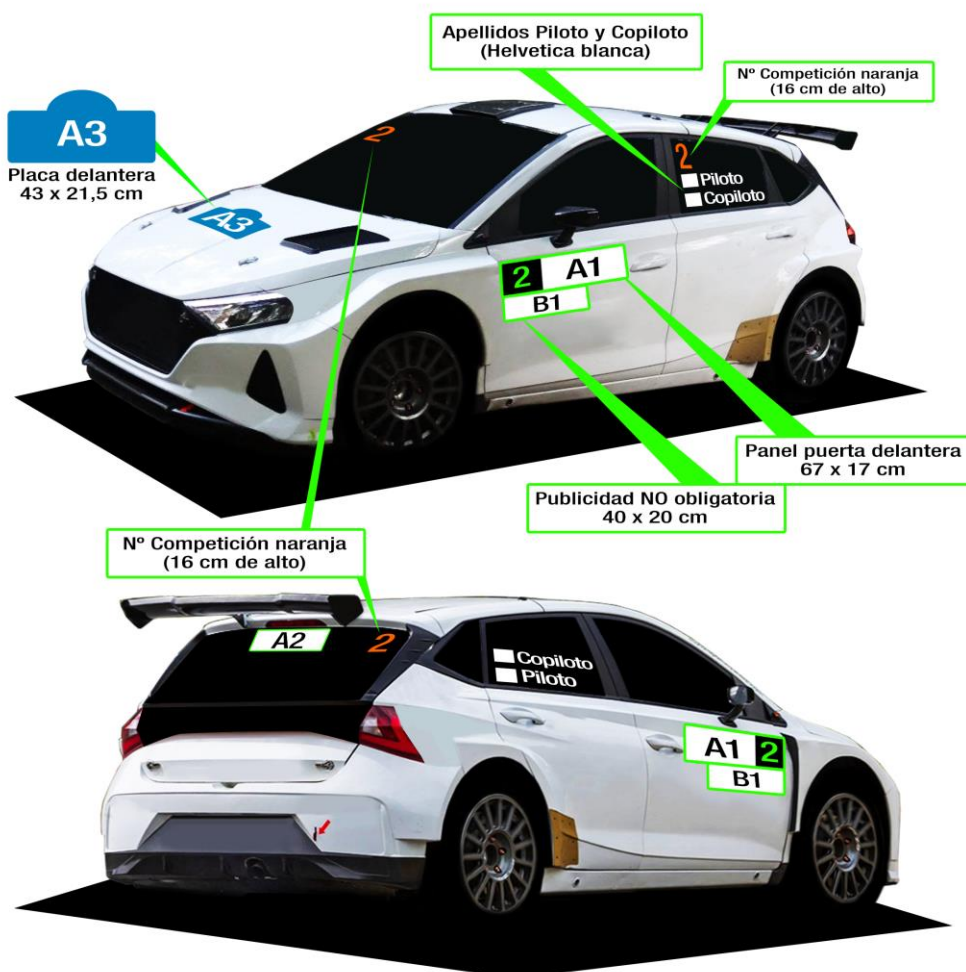 Apellidos Piloto y Copiloto
(Helvetica blanca)
Nº Competición naranja
(16 cm de alto)
A3
Placa delantera
43 x 21,5 cm
2
2
Piloto
Copiloto
A3
2 A1
B1
Panel puerta delantera
67 x 17 cm
Publicidad NO obligatoria
40 x 20 cm
Nº Competición naranja
(16 cm de alto)
A2 2
Copiloto
Piloto
A1 2
B1